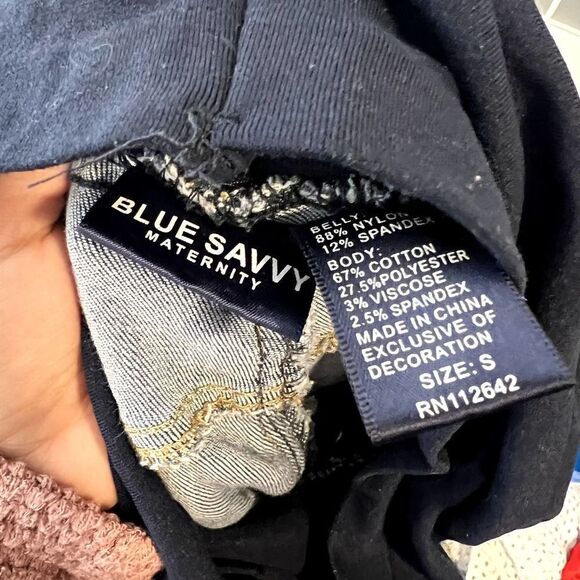 BLUE SAVVY
MATERNITY
BELLY:
88% NYLON
12% SPANDEX
BODY:
67% COTTON
27.5%POLYESTER
3% VISCOSE
2.5% SPANDEX
MADE IN CHINA
EXCLUSIVE OF
DECORATION
SIZE: S
RN112642